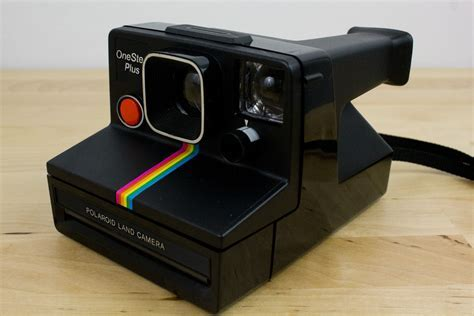 OneSte
Plus
POLAROID LAND CAMERA